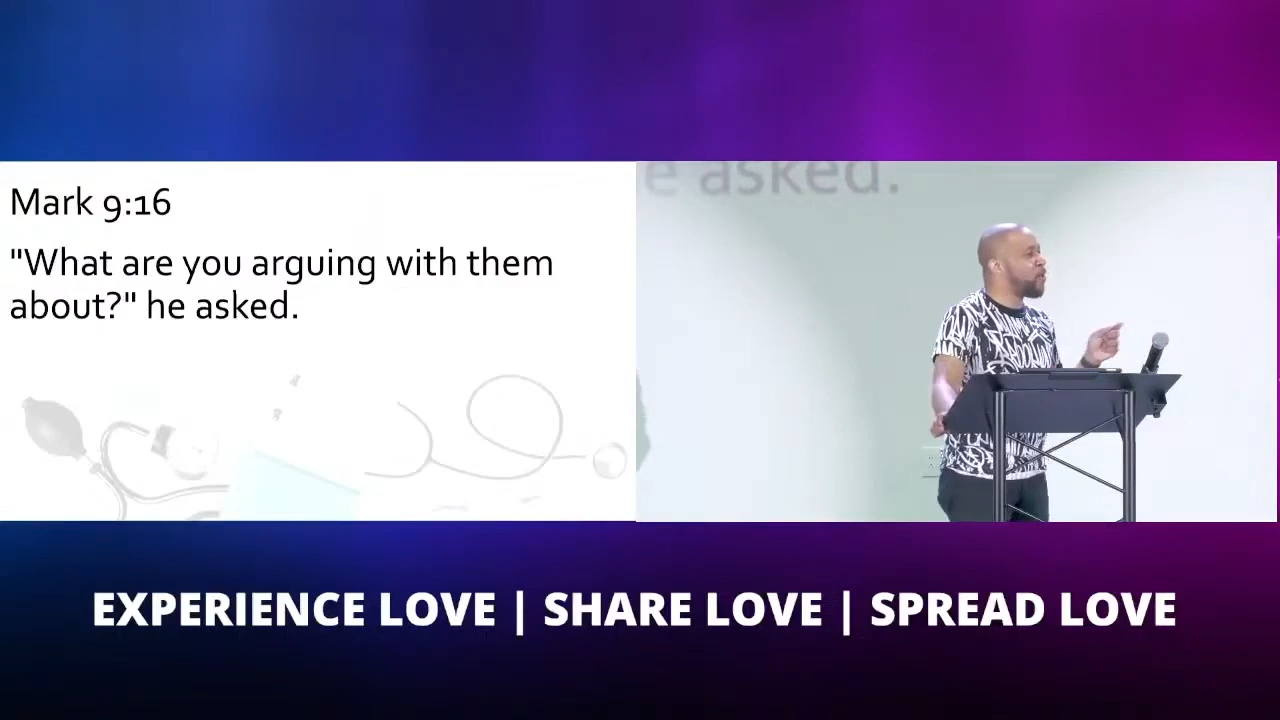 Mark 9:16
"What are you arguing with them
about?" he asked.
e asked.
EXPERIENCE LOVE | SHARE LOVE | SPREAD LOVE